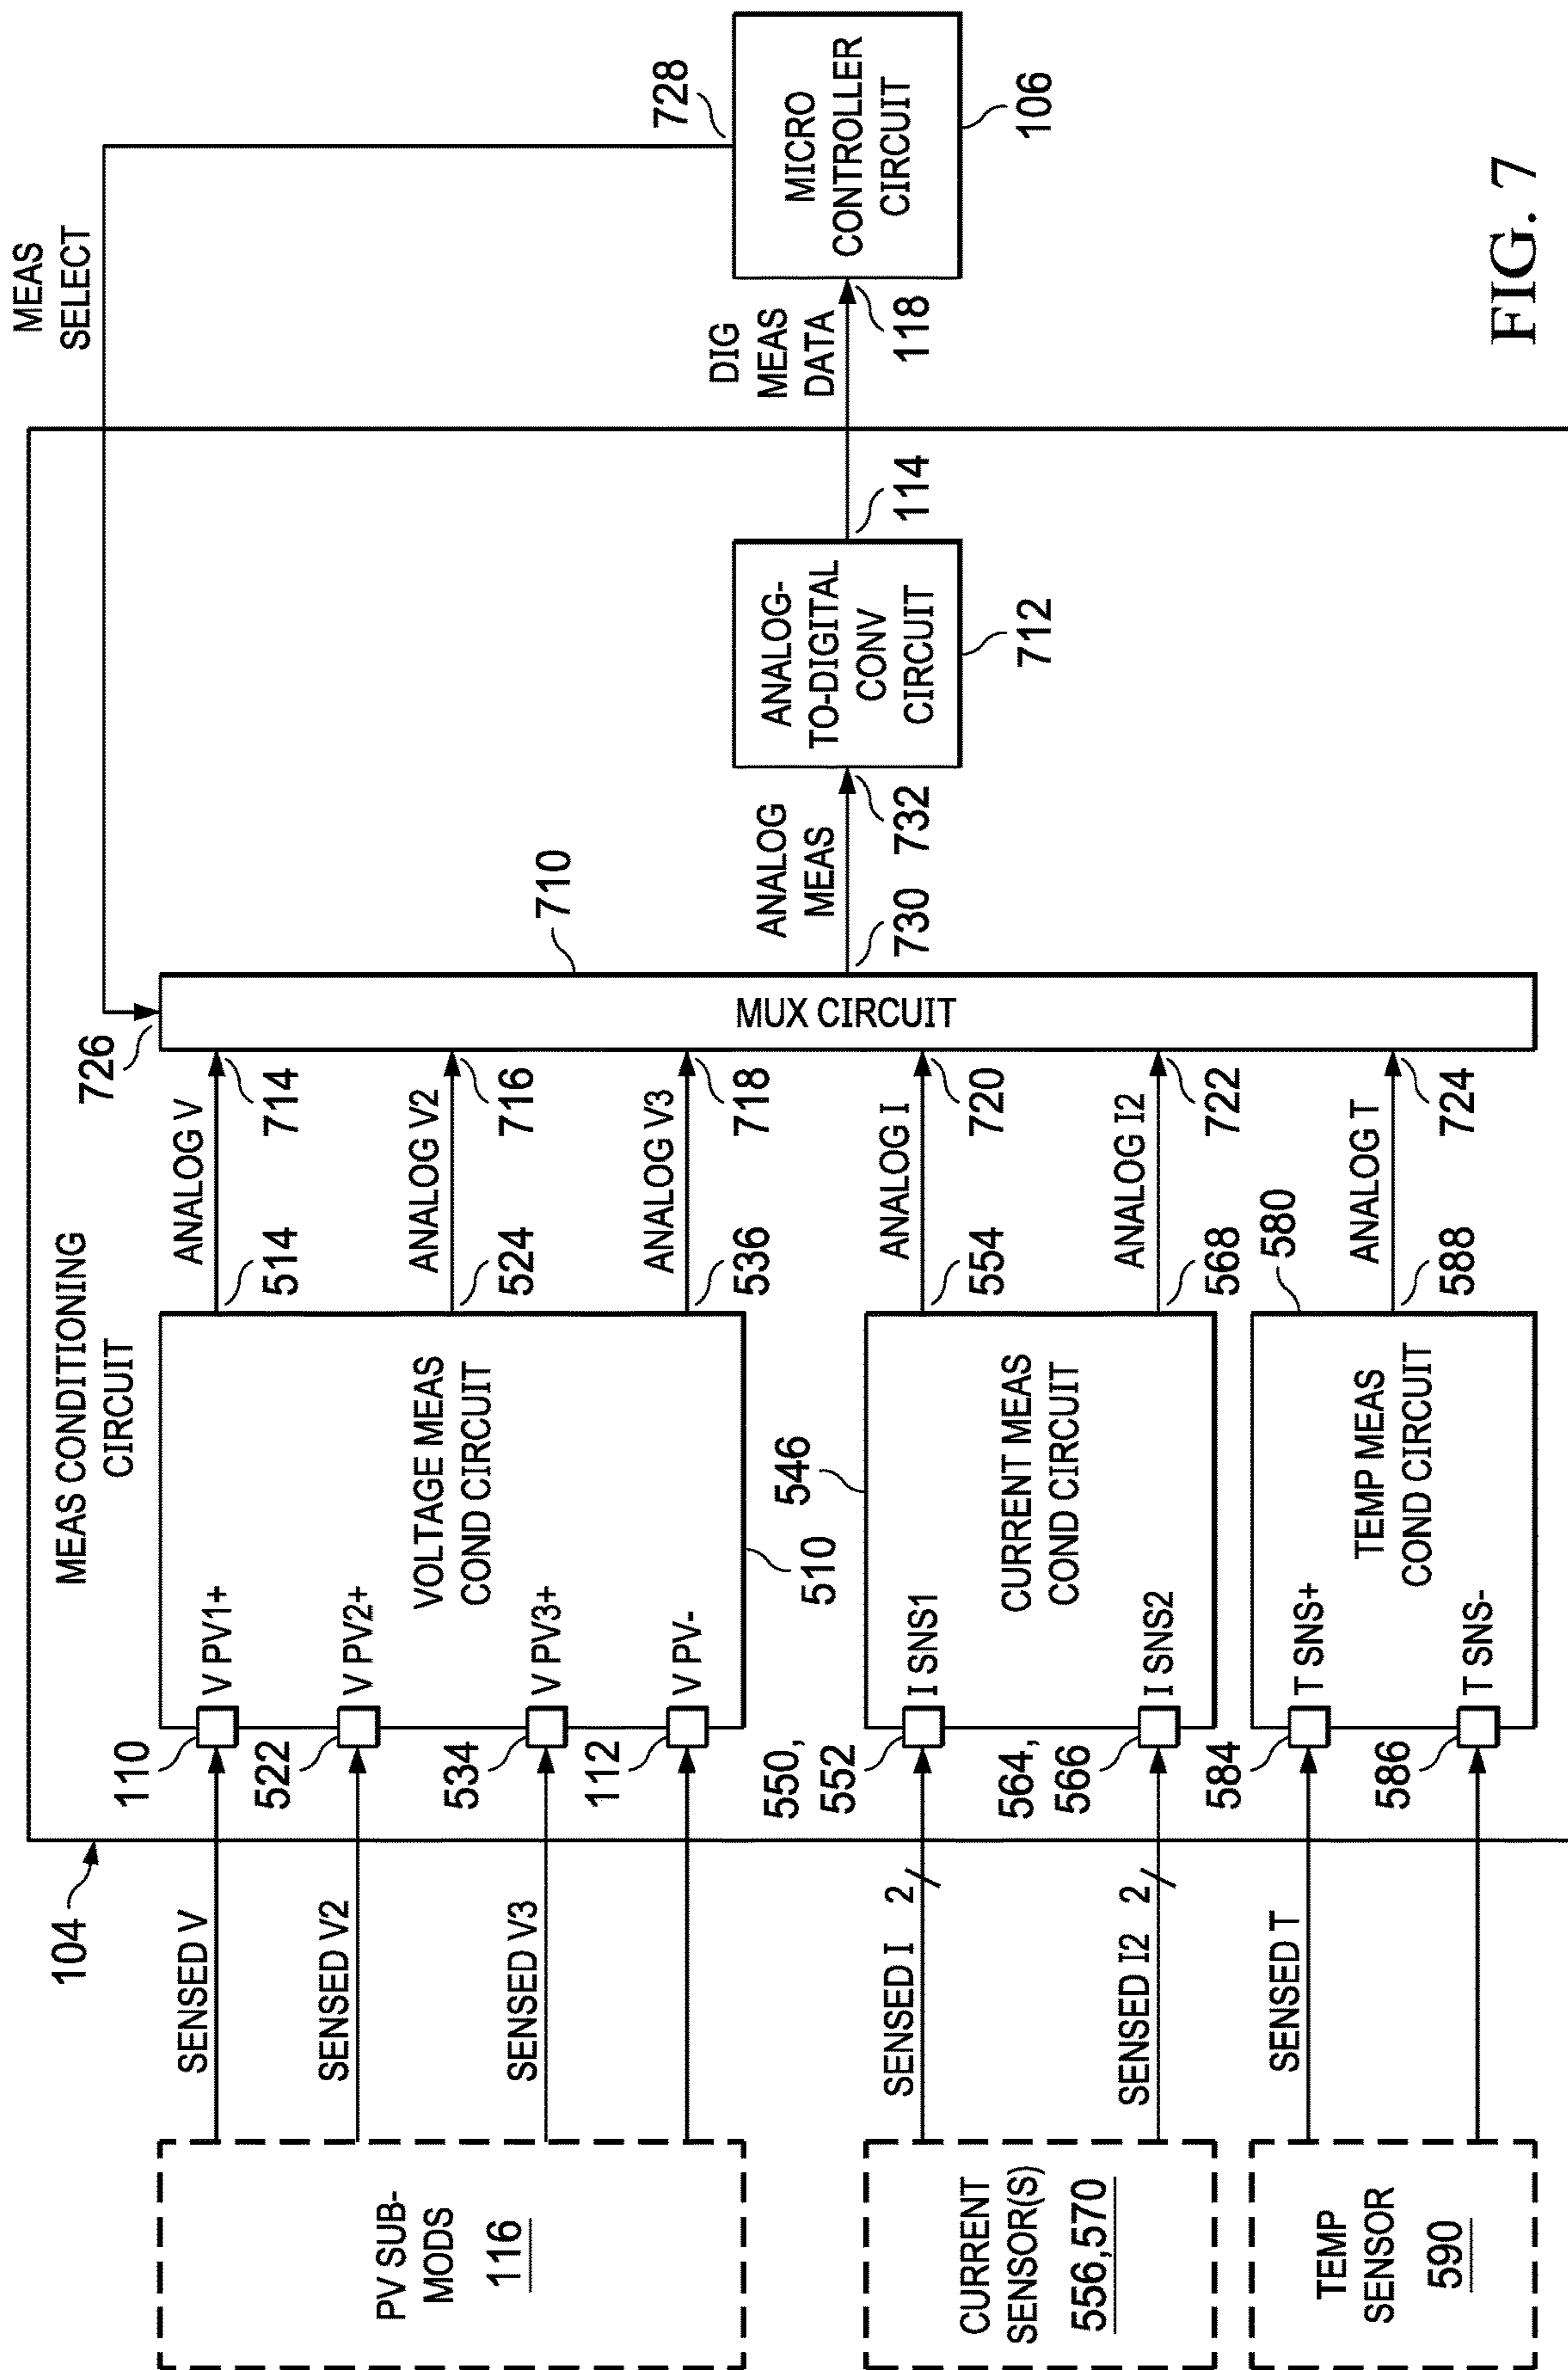 MEAS
SELECT
728
MICRO
CONTROLLER
CIRCUIT
106
118
DIG
MEAS
DATA
114
ANALOG-
TO-DIGITAL
CONV
CIRCUIT
712
732
ANALOG
MEAS
730
710
MUX CIRCUIT
726
714
716
718
720
722
724
ANALOG V
ANALOG V2
ANALOG V3
ANALOG I
ANALOG I2
ANALOG T
514
524
536
554
568
588
580
MEAS CONDITIONING
CIRCUIT
104
VOLTAGE MEAS
COND CIRCUIT
510
V PV1+
V PV2+
V PV3+
V PV-
110
522
534
112
CURRENT MEAS
COND CIRCUIT
546
I SNS1
I SNS2
550,
552
564,
566
TEMP MEAS
COND CIRCUIT
T SNS+
T SNS-
584
586
SENSED V
SENSED V2
SENSED V3
SENSED I
2
SENSED I2
2
SENSED T
PV SUB-
MODS
116
CURRENT
SENSOR(S)
556,570
TEMP
SENSOR
590
FIG. 7